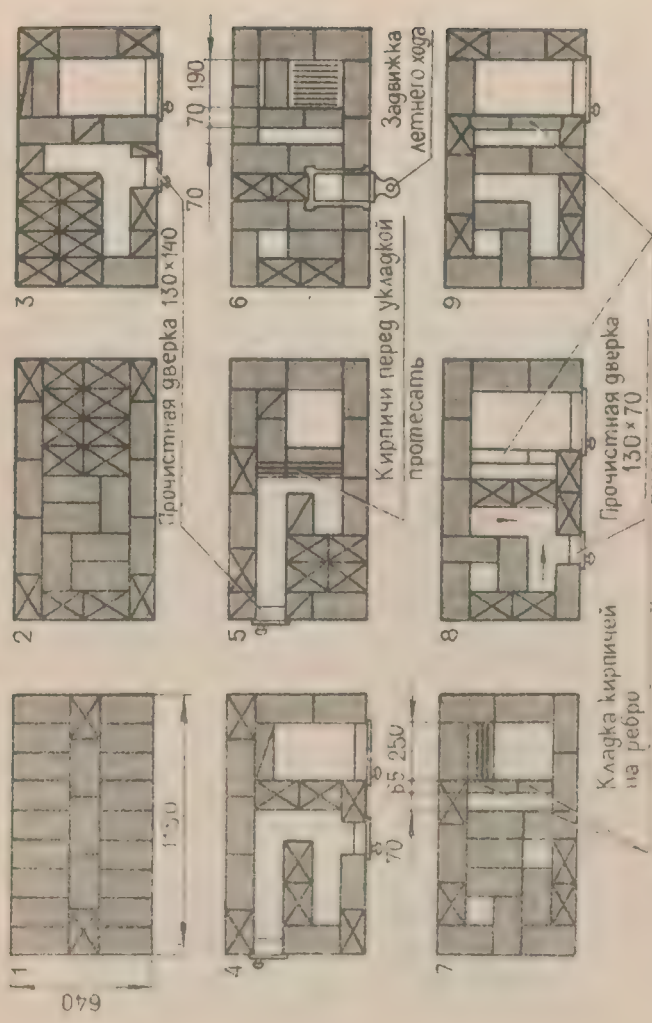 1
2
3
640
Прочистная дверка 130×140
4
5
6
70 65 250
Кирпичи перед укладкой
протесать
70 70 190
Задвижка
летнего хода
7
8
9
Кладка кирпичей
на ребро
Прочистная дверка
130×70